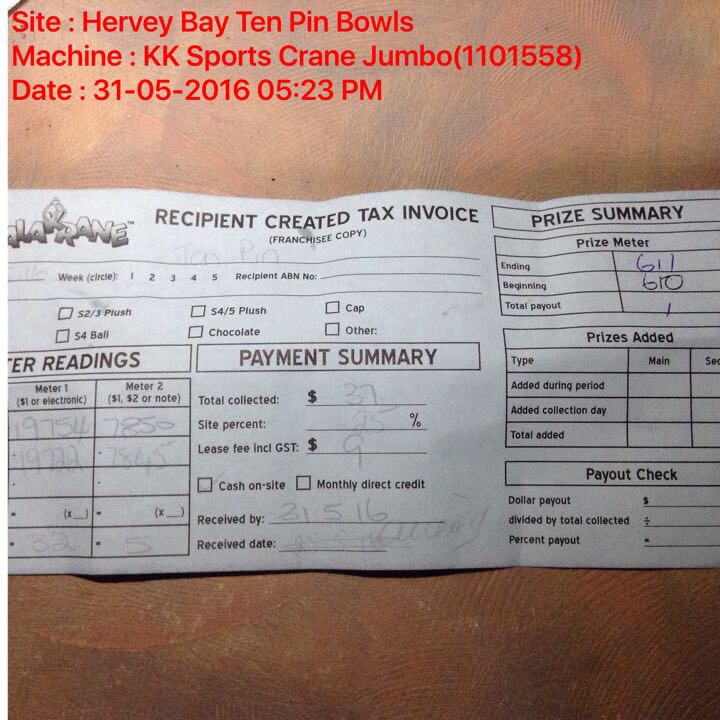 Site : Hervey Bay Ten Pin Bowls
Machine : KK Sports Crane Jumbo(1101558)
Date : 31-05-2016 05:23 PM
RECIPIENT CREATED TAX INVOICE
(FRANCHISEE COPY)
Ten Pin
Week (circle): 1 2 3 4 5 Recipient ABN No:
$2/3 Plush $4/5 Plush Cap
$4 Ball Chocolate Other:
ER READINGS
Meter 1 Meter 2
($1 or electronic) ($1, $2 or note)
19754 7850
19722 7845
= (x__) = (x__)
= 32 = 5
PAYMENT SUMMARY
Total collected: $ 37
Site percent: 25 %
Lease fee incl GST: $ 9
Cash on-site Monthly direct credit
Received by: 31.5.16
Received date:
PRIZE SUMMARY
Prize Meter
Ending 611
Beginning 610
Total payout 1
Prizes Added
Type Main Sec
Added during period
Added collection day
Total added
Payout Check
Dollar payout $
divided by total collected ÷
Percent payout =